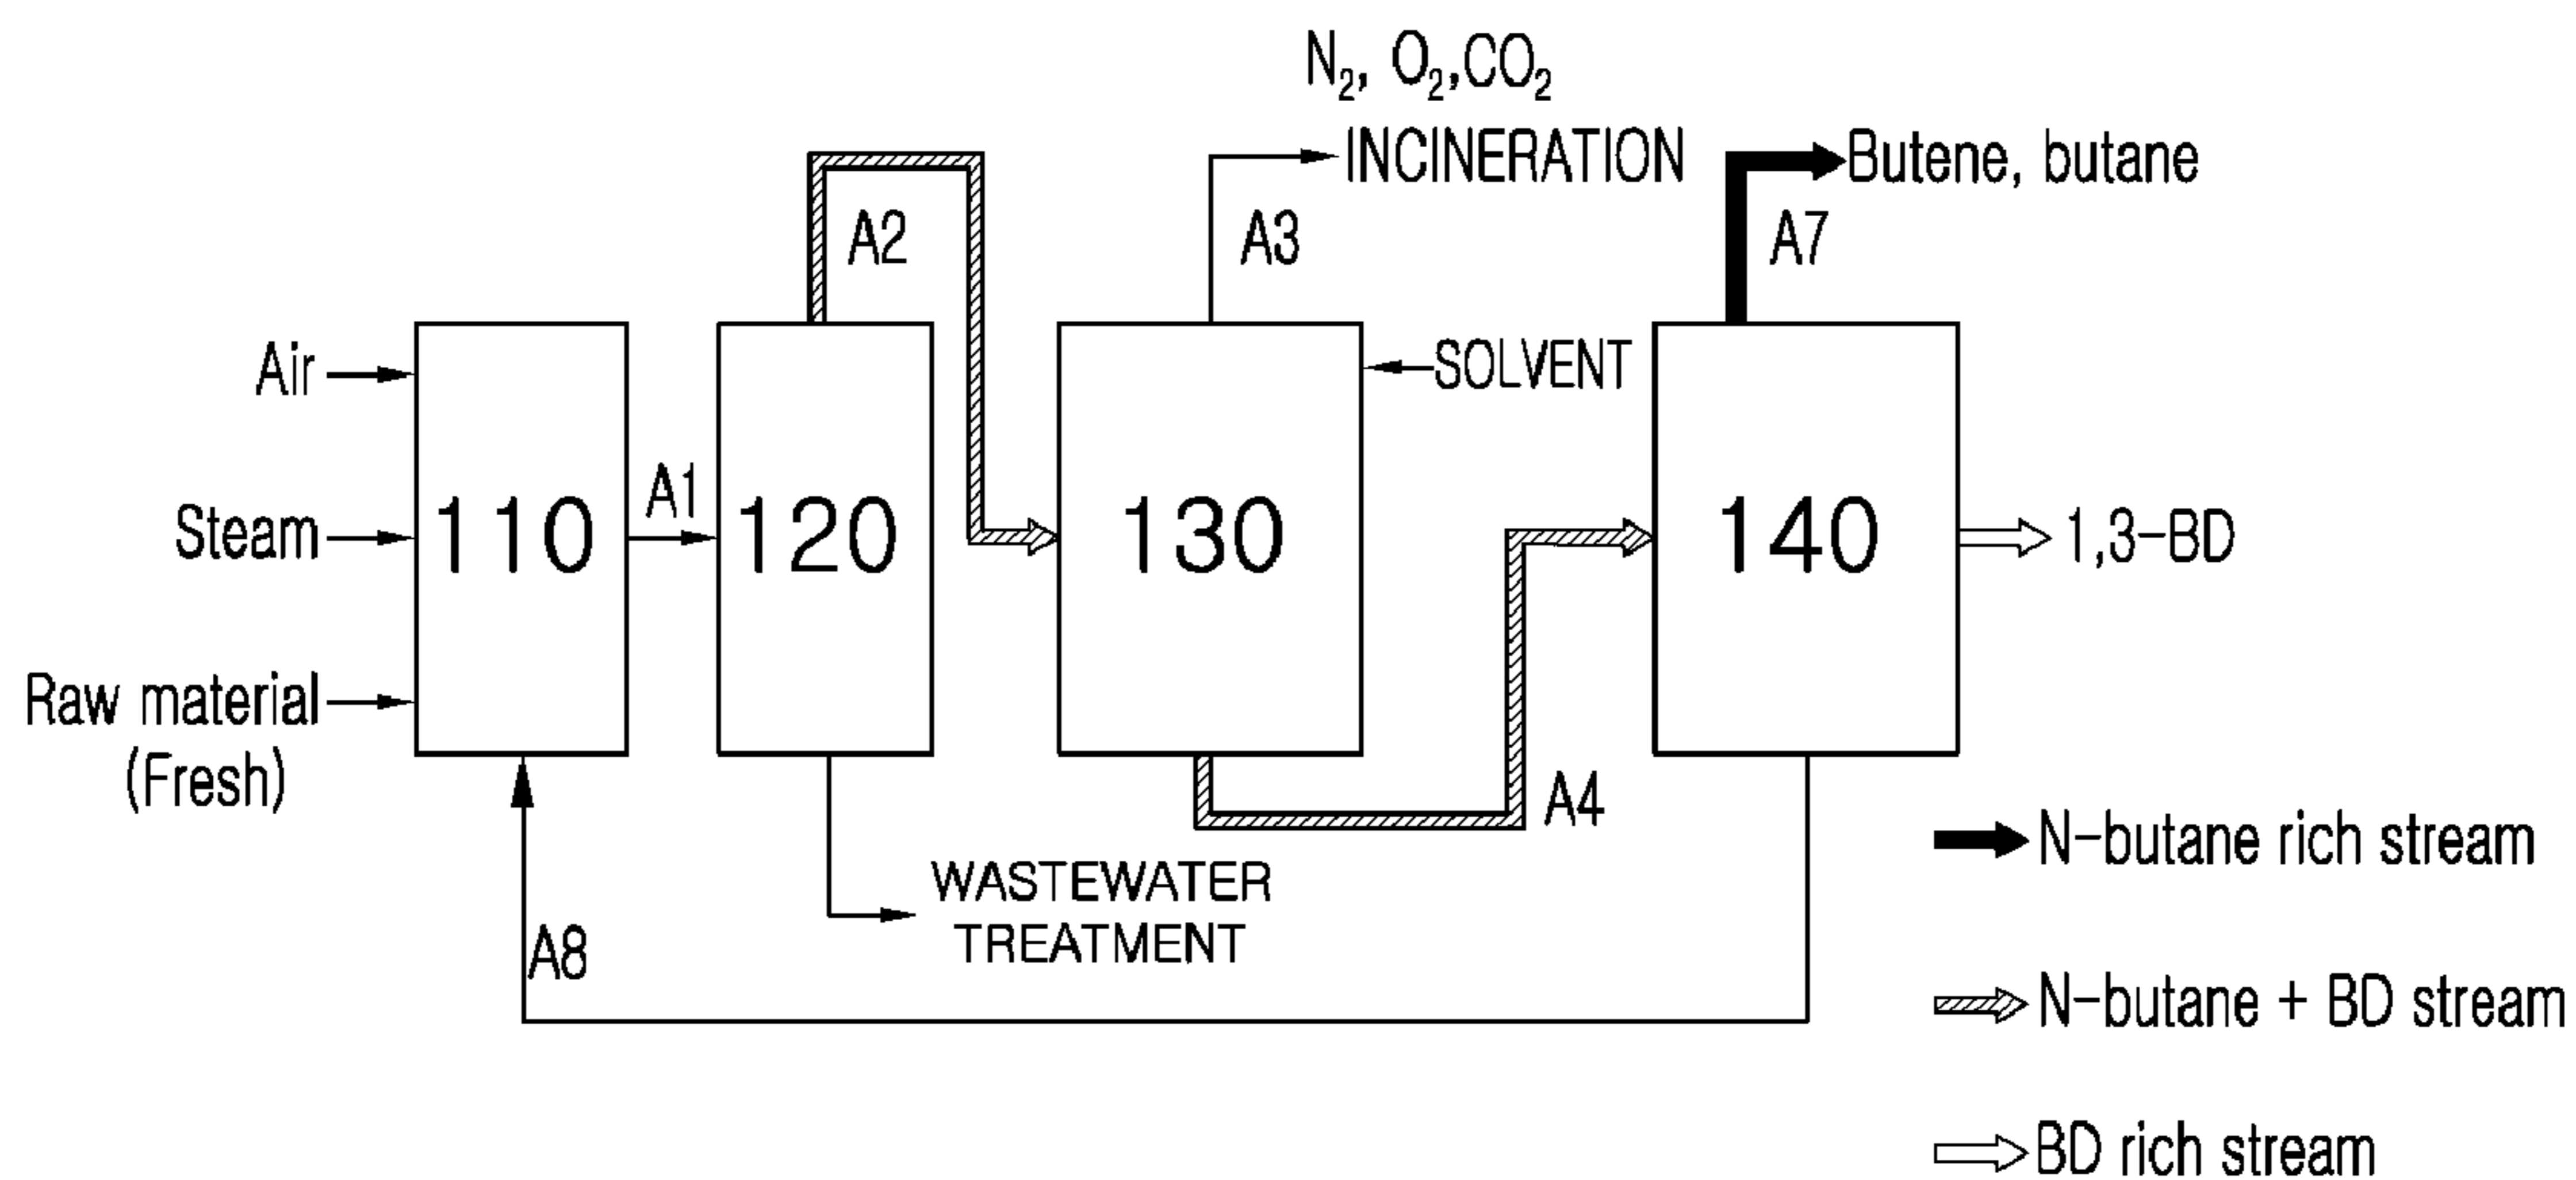 N2, O2,CO2
INCINERATION
Butene, butane
A2
A3
A7
Air
SOLVENT
Steam
110
A1
120
130
140
1,3-BD
Raw material
(Fresh)
A4
WASTEWATER
TREATMENT
A8
N-butane rich stream
N-butane + BD stream
BD rich stream